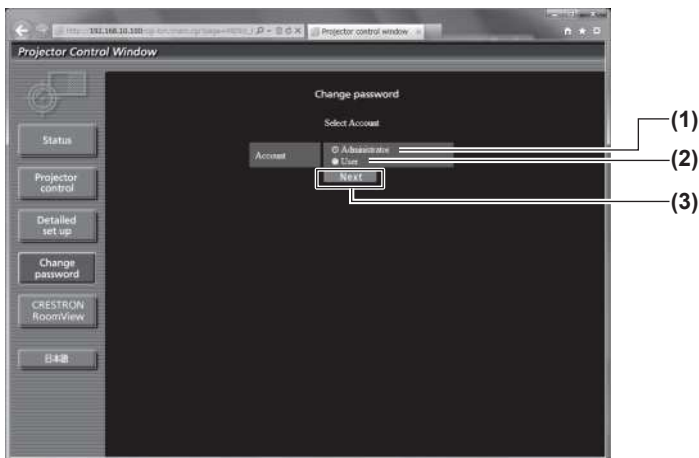 Projector control window
Projector Control Window
Change password
Select Account
Account
Administrator
User
Next
Status
Projector
control
Detailed
set up
Change
password
CRESTRON
RoomView
日本語
(1)
(2)
(3)